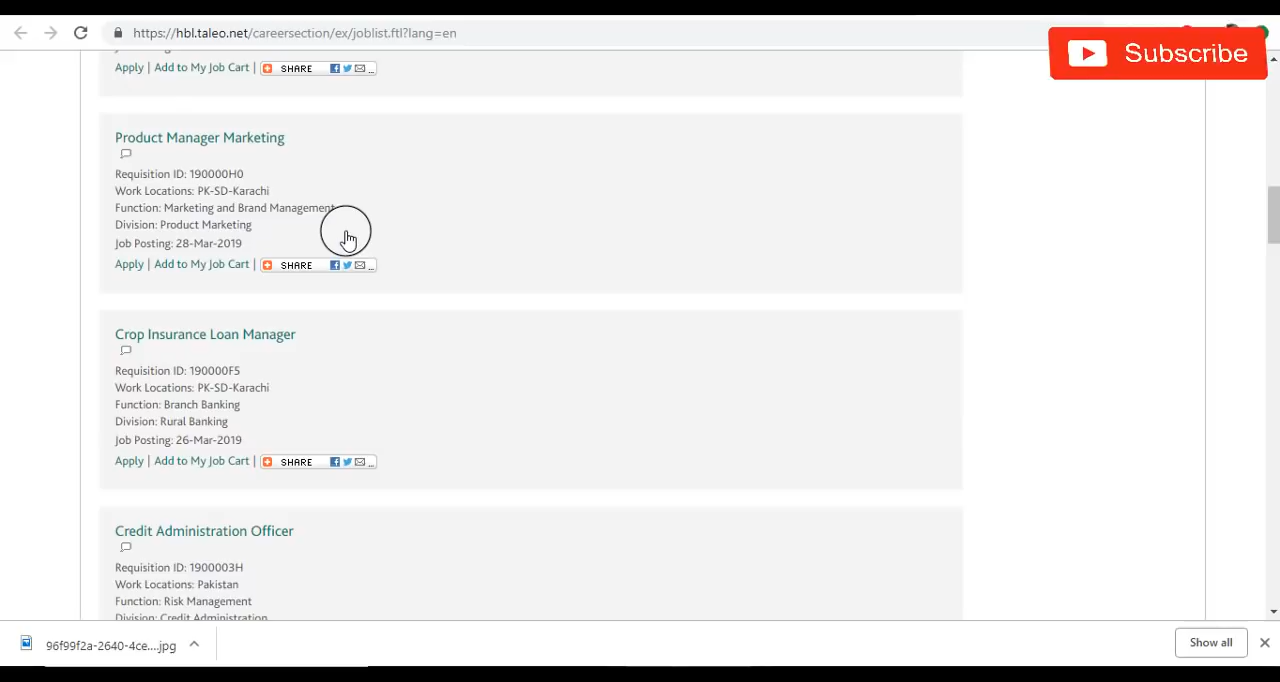 https://hbl.taleo.net/careersection/ex/joblist.ftl?lang=en
Subscribe
Apply | Add to My Job Cart | SHARE ...
Product Manager Marketing
Requisition ID: 190000H0
Work Locations: PK-SD-Karachi
Function: Marketing and Brand Management
Division: Product Marketing
Job Posting: 28-Mar-2019
Apply | Add to My Job Cart | SHARE ...
Crop Insurance Loan Manager
Requisition ID: 190000F5
Work Locations: PK-SD-Karachi
Function: Branch Banking
Division: Rural Banking
Job Posting: 26-Mar-2019
Apply | Add to My Job Cart | SHARE ...
Credit Administration Officer
Requisition ID: 1900003H
Work Locations: Pakistan
Function: Risk Management
Division: Credit Administration
96f99f2a-2640-4ce....jpg
Show all